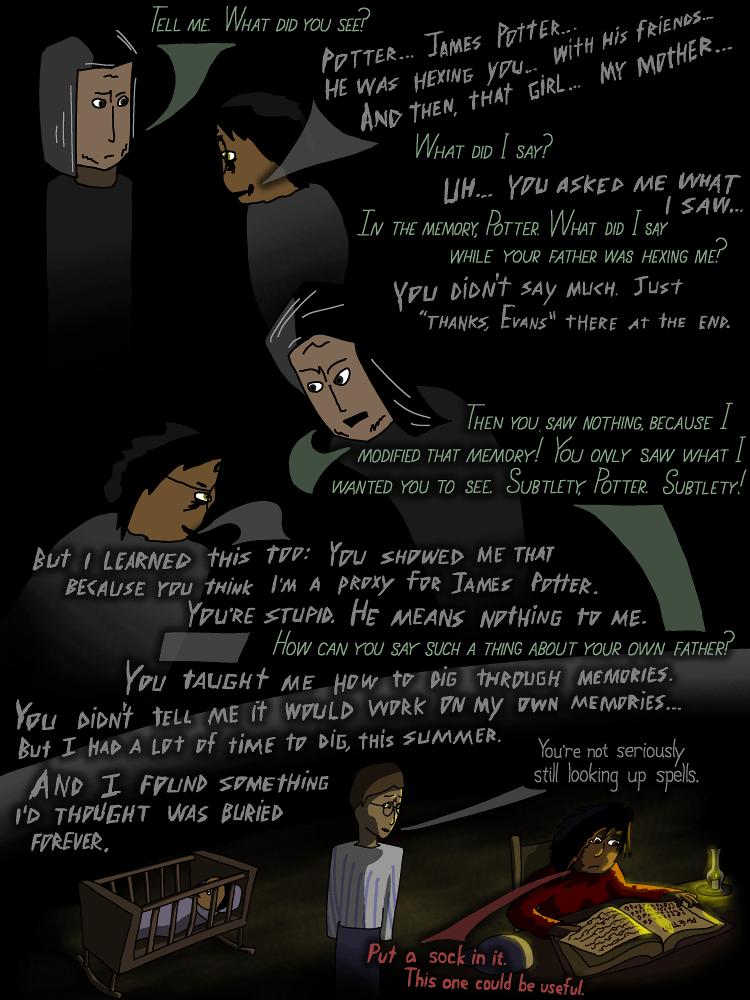 Tell me. What did you see?
Potter... James Potter...
He was hexing you... with his friends...
And then, that girl... my mother...
What did I say?
Uh... you asked me what
I saw...
In the memory, Potter. What did I say
while your father was hexing me?
You didn't say much. Just
"Thanks, Evans" there at the end.
Then you saw nothing, because I
modified that memory! You only saw what I
wanted you to see. Subtlety, Potter. Subtlety!
But I learned this too: You showed me that
because you think I'm a proxy for James Potter.
You're stupid. He means nothing to me.
How can you say such a thing about your own father?
You taught me how to dig through memories.
You didn't tell me it would work on my own memories...
But I had a lot of time to dig, this summer.
And I found something
I'd thought was buried
forever.
You're not seriously
still looking up spells.
Put a sock in it.
This one could be useful.